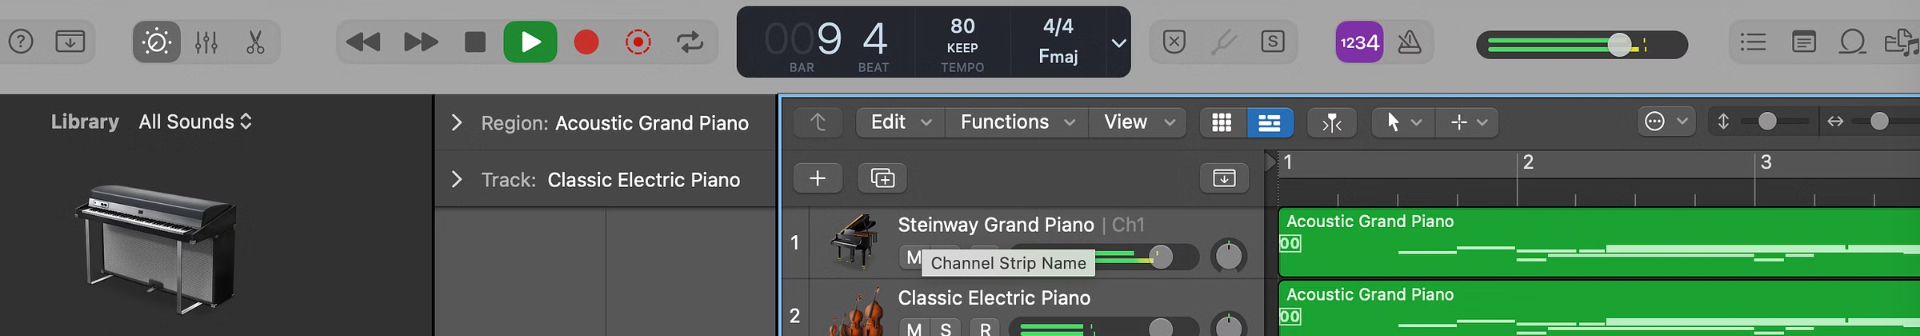 ?
009 4
BAR BEAT
80
KEEP
TEMPO
4/4
Fmaj
S
1234
Library All Sounds
Region: Acoustic Grand Piano
Track: Classic Electric Piano
Edit Functions View
1 2 3
1
Steinway Grand Piano | Ch1
M
Channel Strip Name
Acoustic Grand Piano
00
2
Classic Electric Piano
M S R
Acoustic Grand Piano
00